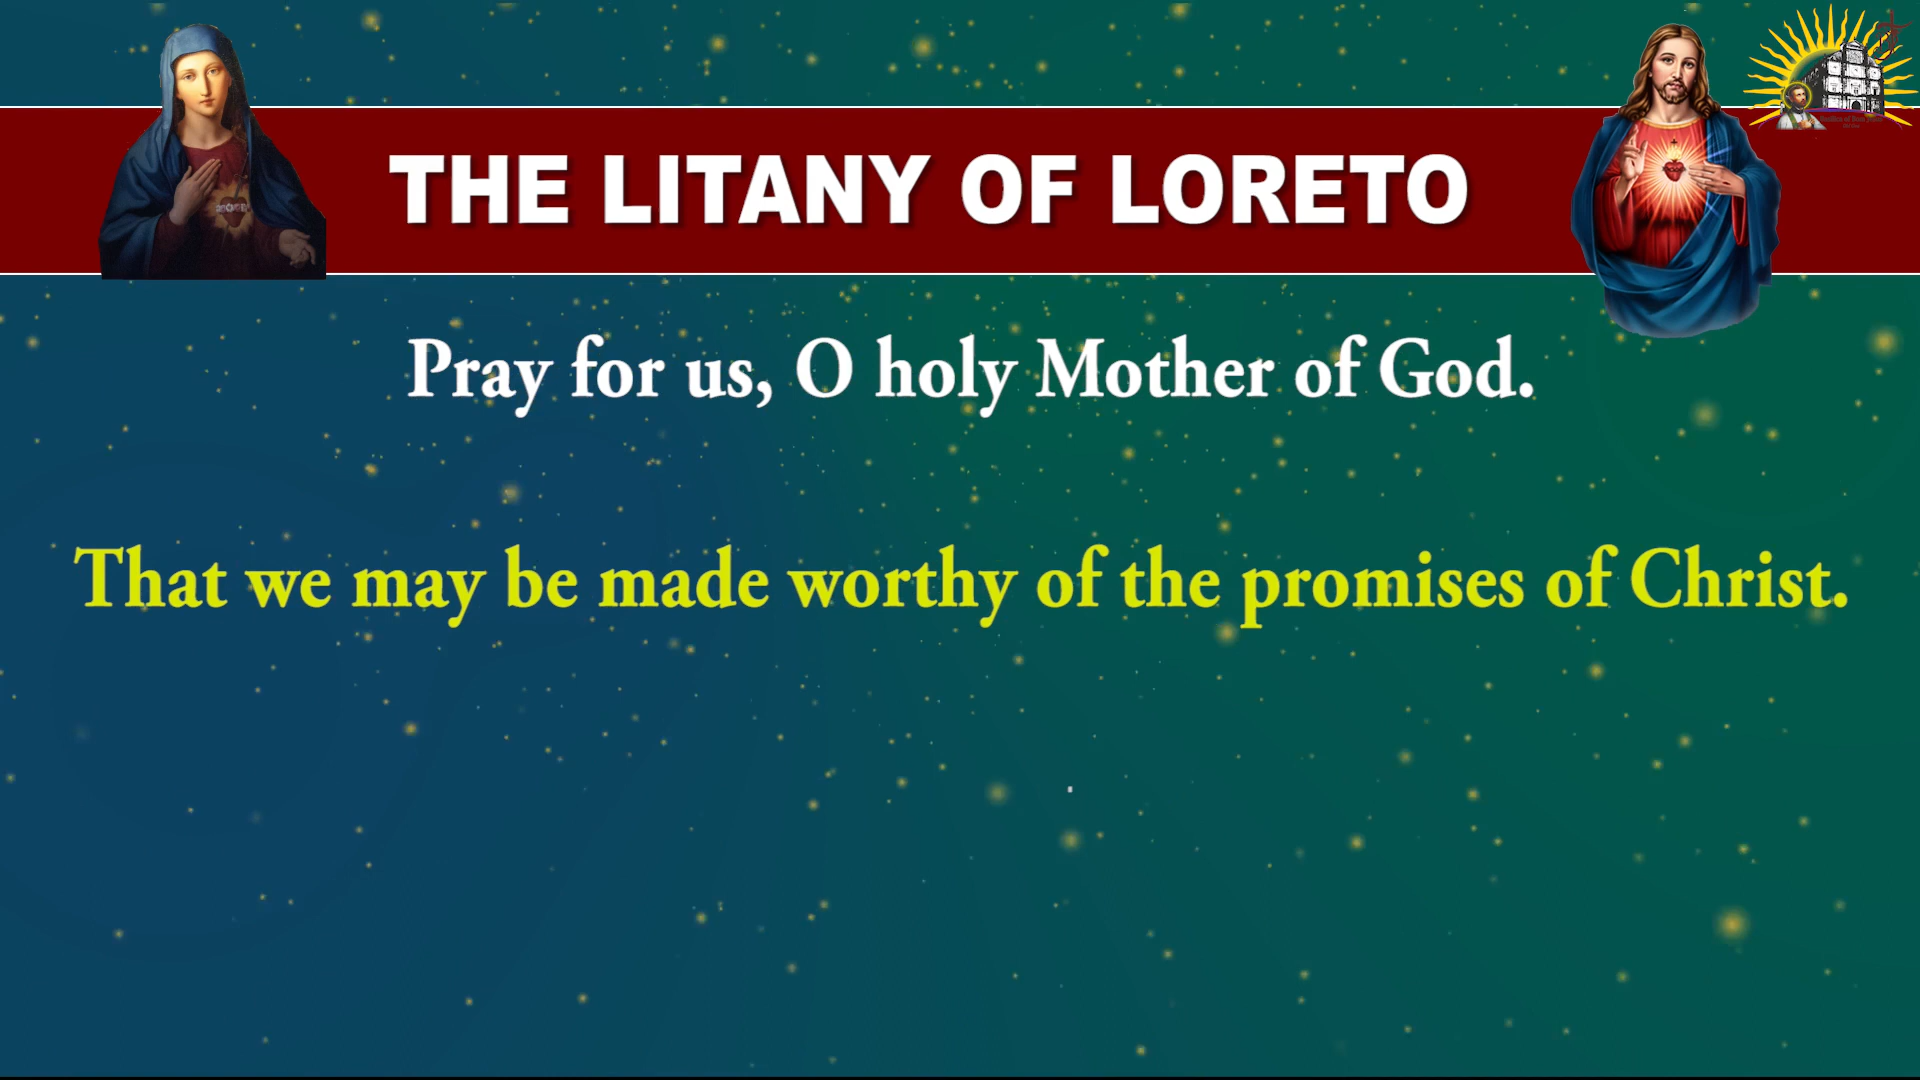 THE LITANY OF LORETO
Pray for us, O holy Mother of God.
That we may be made worthy of the promises of Christ.